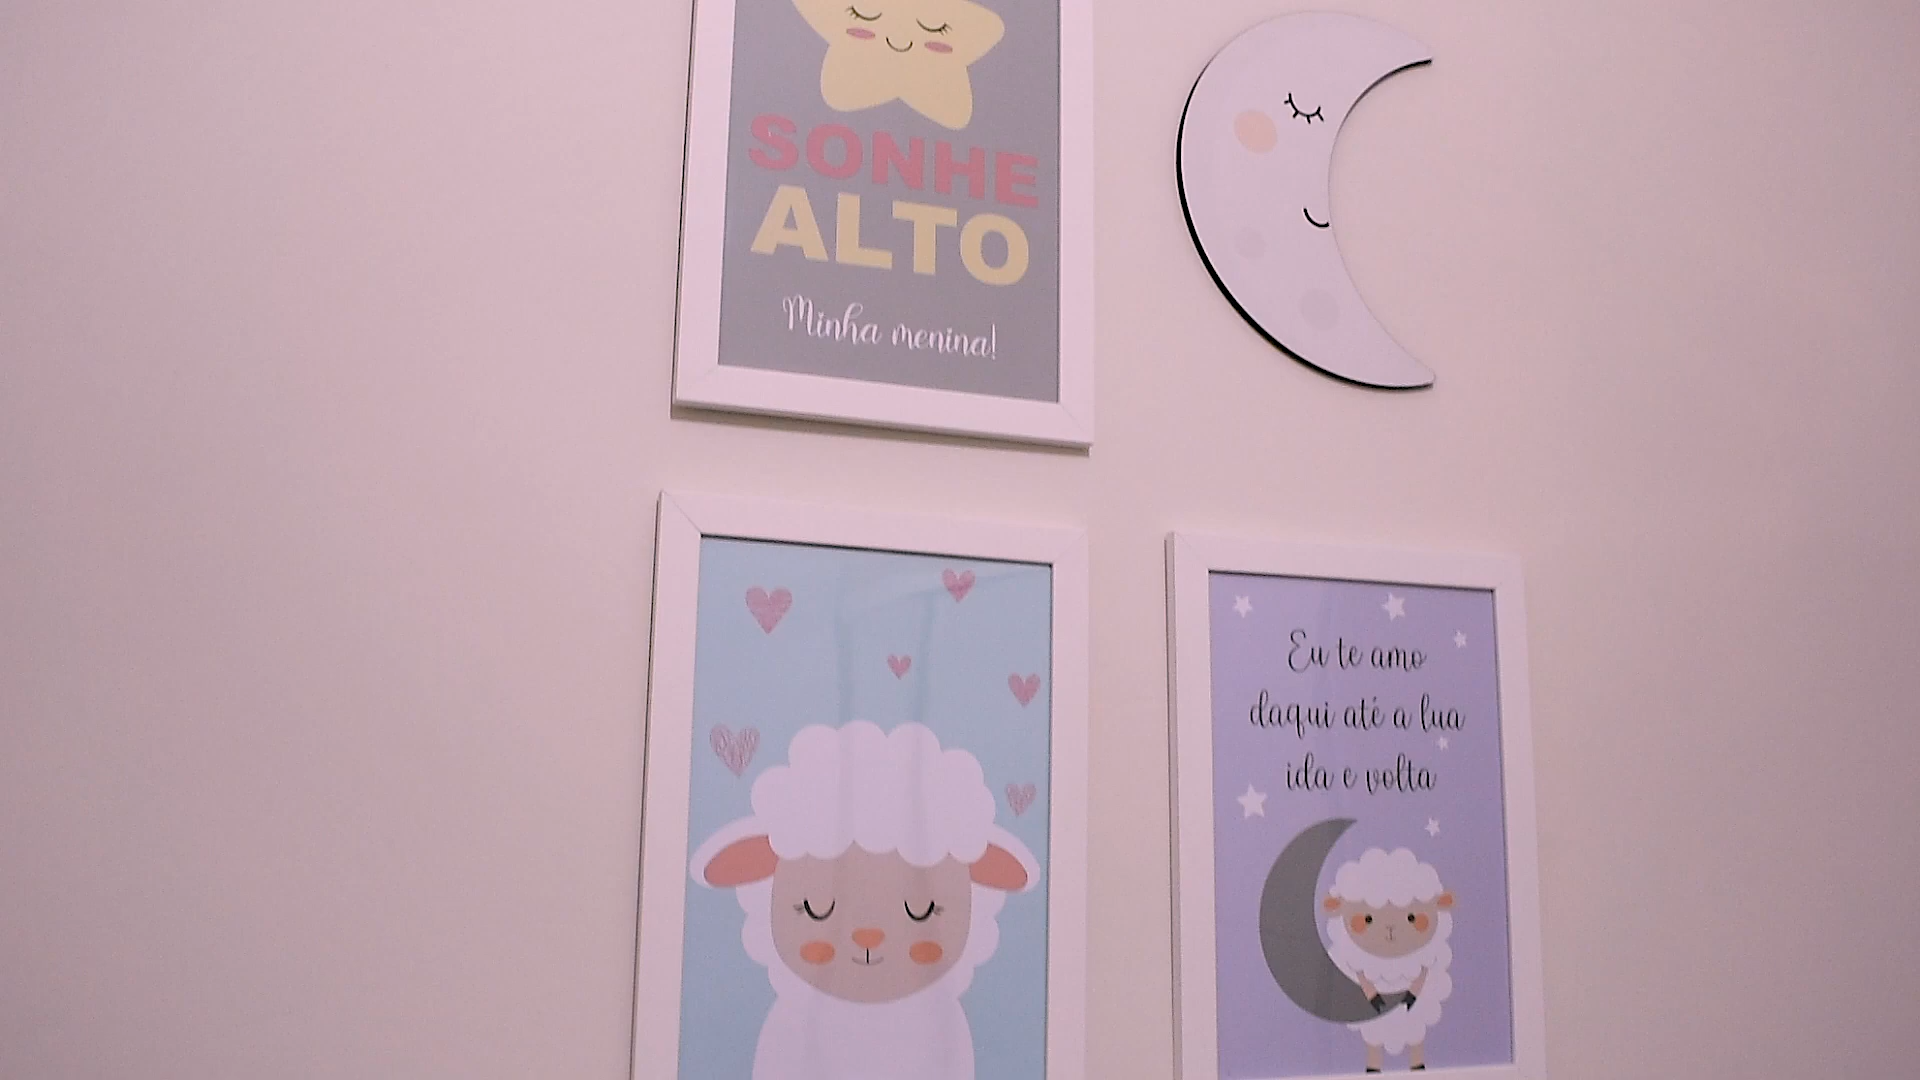 SONHE
ALTO
Minha menina!
Eu te amo
daqui até a lua
ida e volta